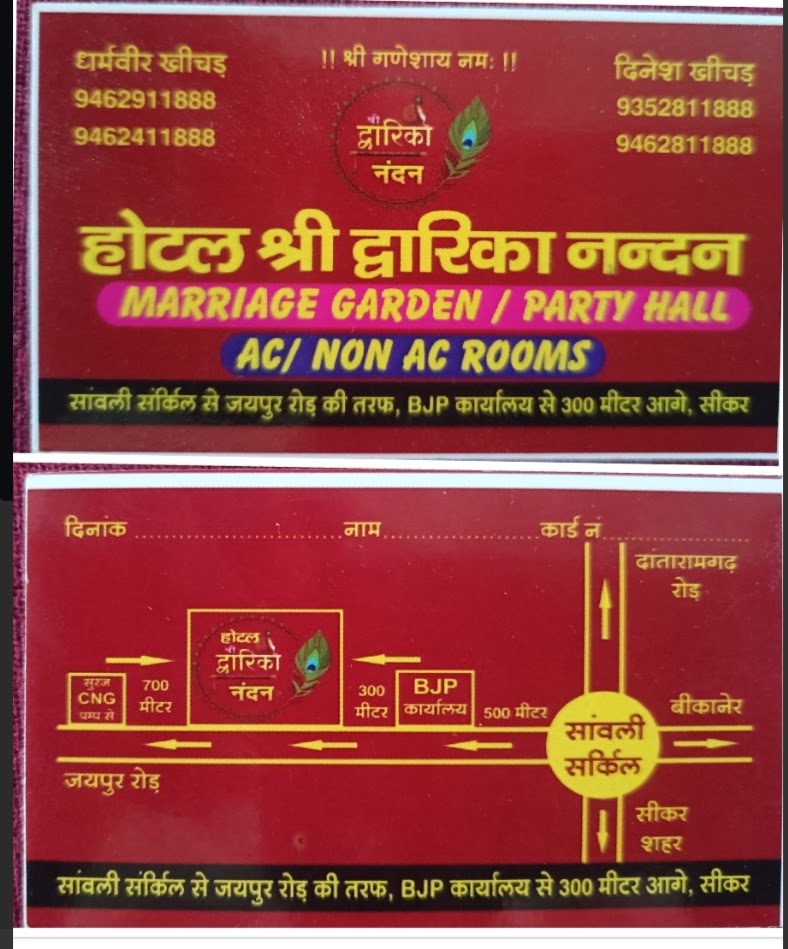 धर्मवीर खीचड़
9462911888
9462411888
!! श्री गणेशाय नम: !!
दिनेश खीचड़
9352811888
9462811888
श्री
द्वारिका
नंदन
होटल श्री द्वारिका नन्दन
MARRIAGE GARDEN / PARTY HALL
AC/ NON AC ROOMS
सांवली संर्किल से जयपुर रोड़ की तरफ, BJP कार्यालय से 300 मीटर आगे, सीकर
दिनांक ........ नाम ........ कार्ड नं ........
दांतारामगढ़
रोड़
होटल
श्री
द्वारिका
नंदन
सुरज
CNG
पम्प से
700
मीटर
300
मीटर
BJP
कार्यालय
500 मीटर
सांवली
सर्किल
बीकानेर
जयपुर रोड़
सीकर
शहर
सांवली संर्किल से जयपुर रोड़ की तरफ, BJP कार्यालय से 300 मीटर आगे, सीकर